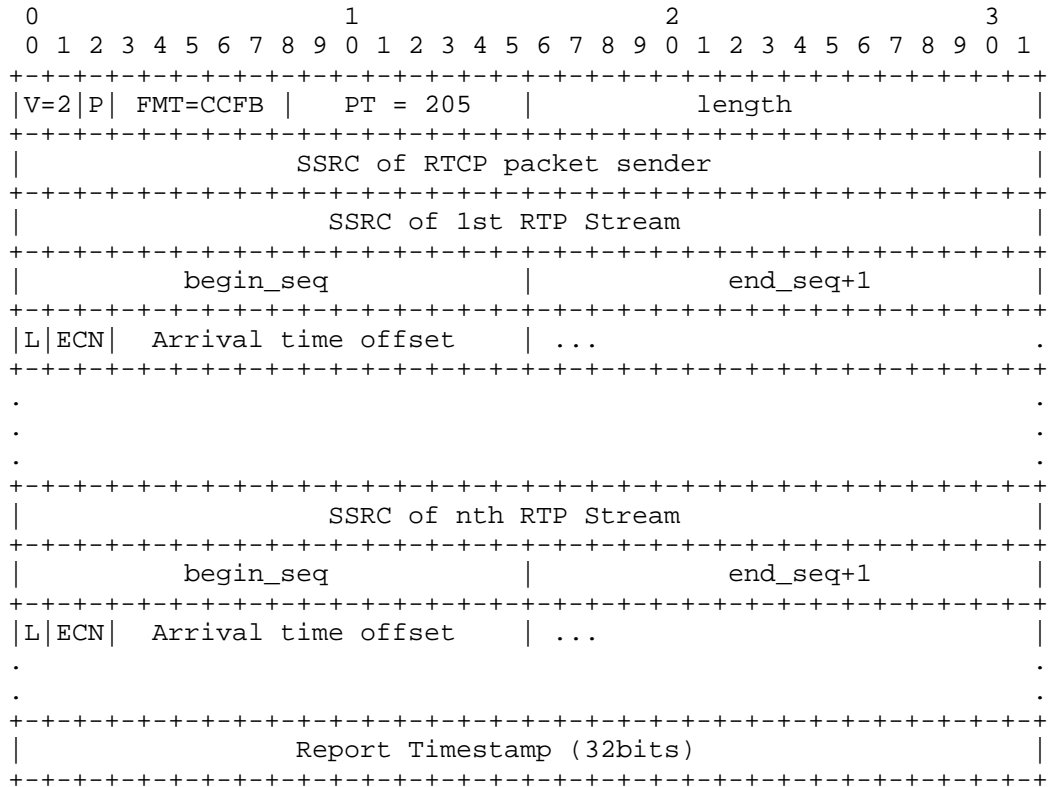 0                   1                   2                   3
 0 1 2 3 4 5 6 7 8 9 0 1 2 3 4 5 6 7 8 9 0 1 2 3 4 5 6 7 8 9 0 1
+-+-+-+-+-+-+-+-+-+-+-+-+-+-+-+-+-+-+-+-+-+-+-+-+-+-+-+-+-+-+-+-+
|V=2|P| FMT=CCFB |   PT = 205    |          length               |
+-+-+-+-+-+-+-+-+-+-+-+-+-+-+-+-+-+-+-+-+-+-+-+-+-+-+-+-+-+-+-+-+
|                 SSRC of RTCP packet sender                    |
+-+-+-+-+-+-+-+-+-+-+-+-+-+-+-+-+-+-+-+-+-+-+-+-+-+-+-+-+-+-+-+-+
|                   SSRC of 1st RTP Stream                      |
+-+-+-+-+-+-+-+-+-+-+-+-+-+-+-+-+-+-+-+-+-+-+-+-+-+-+-+-+-+-+-+-+
|          begin_seq            |            end_seq+1          |
+-+-+-+-+-+-+-+-+-+-+-+-+-+-+-+-+-+-+-+-+-+-+-+-+-+-+-+-+-+-+-+-+
|L|ECN|  Arrival time offset    | ...                           .
+-+-+-+-+-+-+-+-+-+-+-+-+-+-+-+-+-+-+-+-+-+-+-+-+-+-+-+-+-+-+-+-+
.                                                               .
.                                                               .
.                                                               .
+-+-+-+-+-+-+-+-+-+-+-+-+-+-+-+-+-+-+-+-+-+-+-+-+-+-+-+-+-+-+-+-+
|                   SSRC of nth RTP Stream                      |
+-+-+-+-+-+-+-+-+-+-+-+-+-+-+-+-+-+-+-+-+-+-+-+-+-+-+-+-+-+-+-+-+
|          begin_seq            |            end_seq+1          |
+-+-+-+-+-+-+-+-+-+-+-+-+-+-+-+-+-+-+-+-+-+-+-+-+-+-+-+-+-+-+-+-+
|L|ECN|  Arrival time offset    | ...                           |
.                                                               .
.                                                               .
+-+-+-+-+-+-+-+-+-+-+-+-+-+-+-+-+-+-+-+-+-+-+-+-+-+-+-+-+-+-+-+-+
|                 Report Timestamp (32bits)                     |
+-+-+-+-+-+-+-+-+-+-+-+-+-+-+-+-+-+-+-+-+-+-+-+-+-+-+-+-+-+-+-+-+